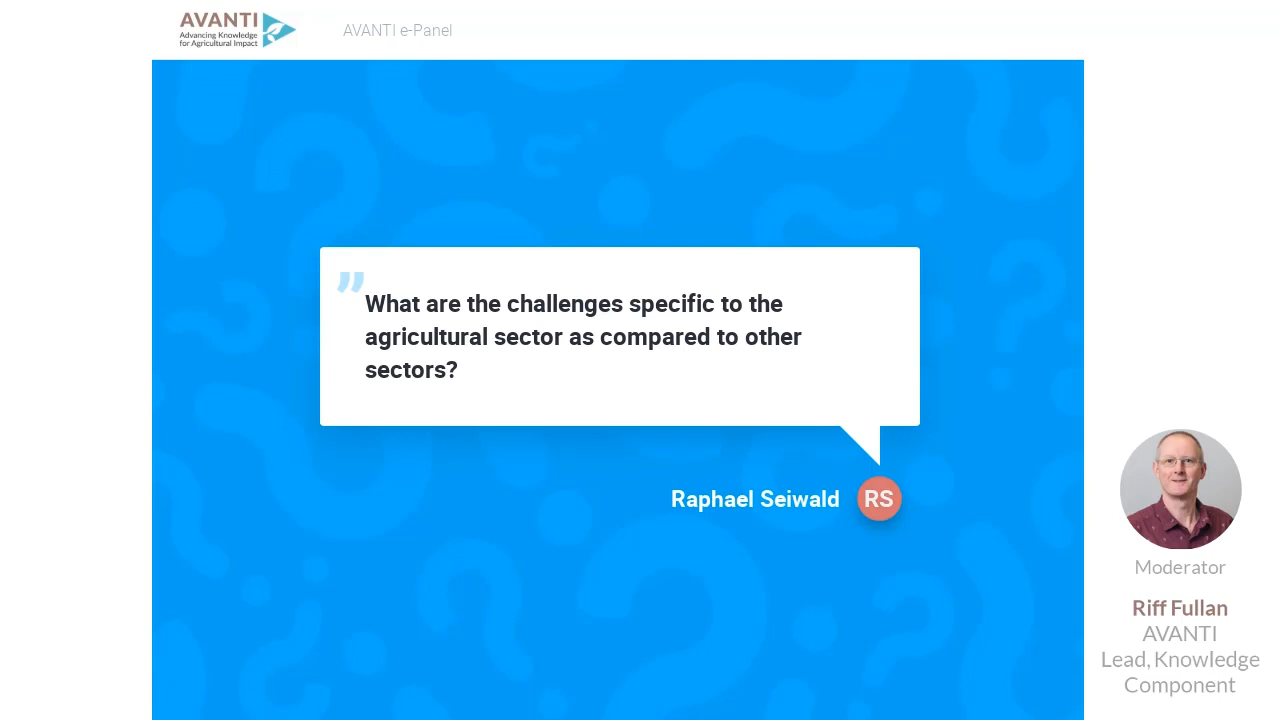 AVANTI
Advancing Knowledge
for Agricultural Impact
AVANTI e-Panel
”
What are the challenges specific to the
agricultural sector as compared to other
sectors?
Raphael Seiwald
RS
Moderator
Riff Fullan
AVANTI
Lead, Knowledge
Component